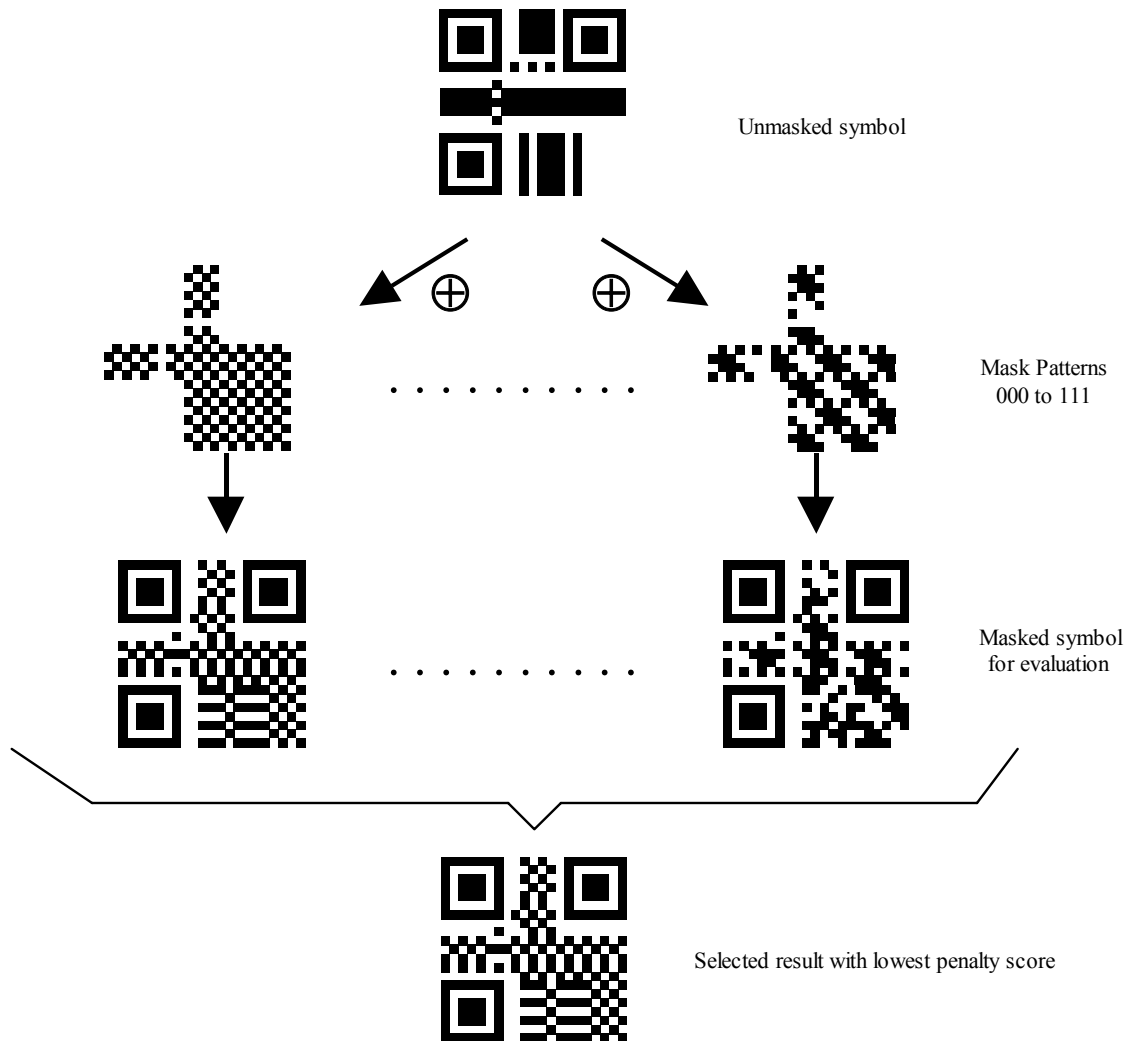 Unmasked symbol
Mask Patterns
000 to 111
Masked symbol
for evaluation
Selected result with lowest penalty score